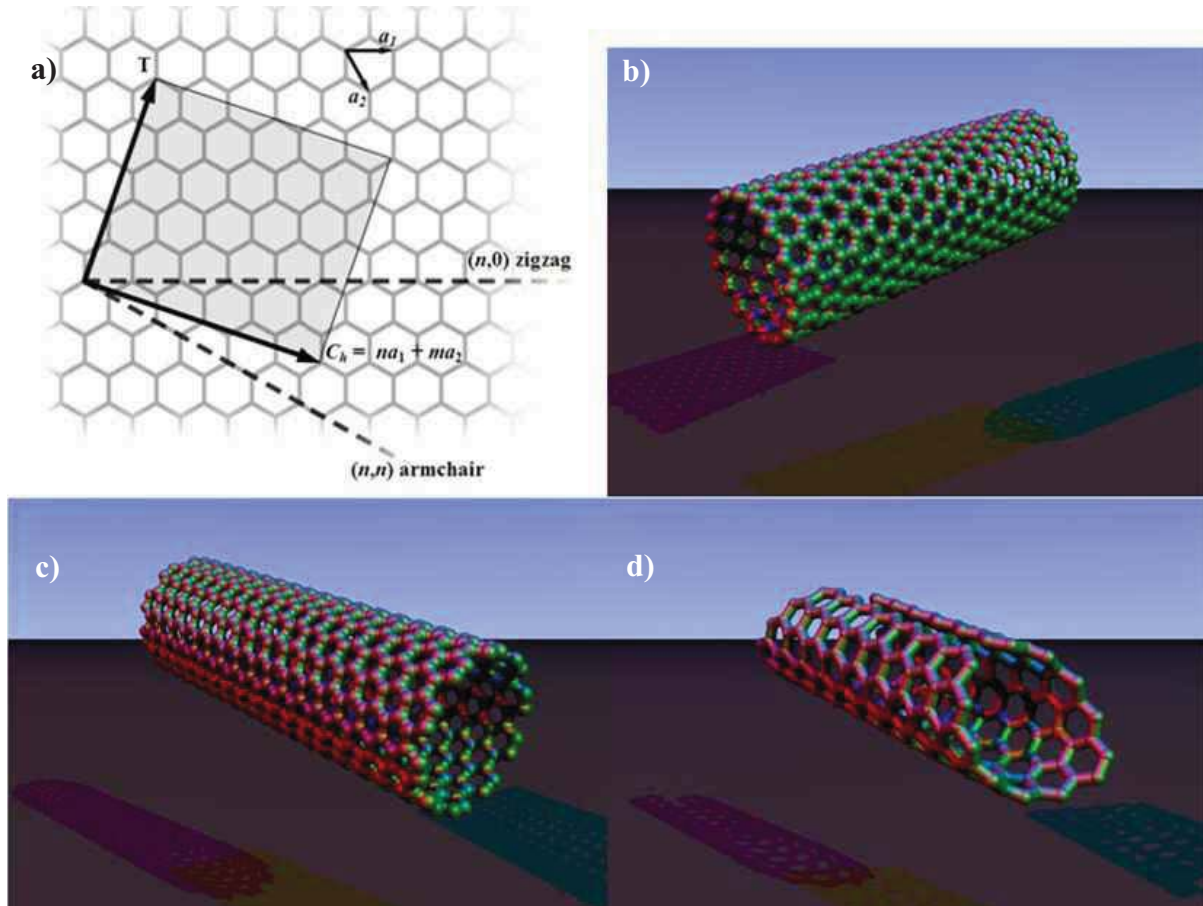 a)
T
a1
a2
(n,0) zigzag
Ch = na1 + ma2
(n,n) armchair
b)
c)
d)